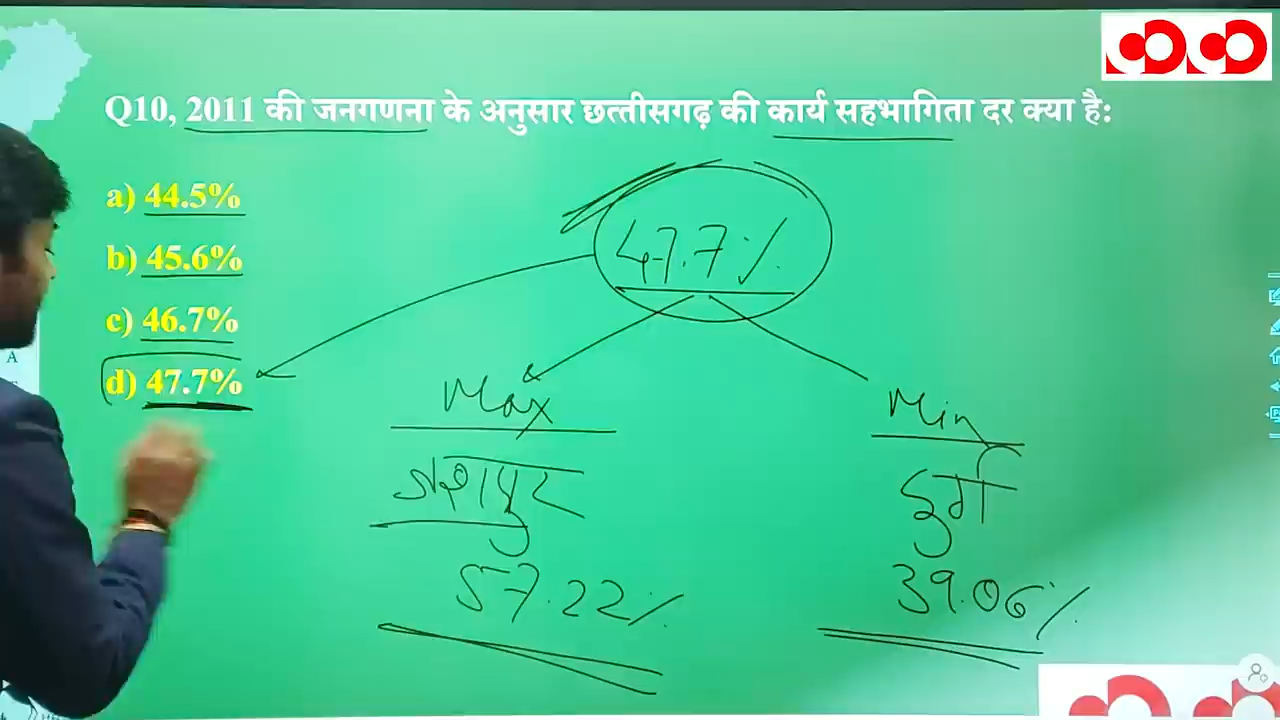 Q10, 2011 की जनगणना के अनुसार छत्तीसगढ़ की कार्य सहभागिता दर क्या है:
a) 44.5%
b) 45.6%
c) 46.7%
d) 47.7%
47.7%
Max
जशपुर
57.22%
Min
दुर्ग
39.06%
A